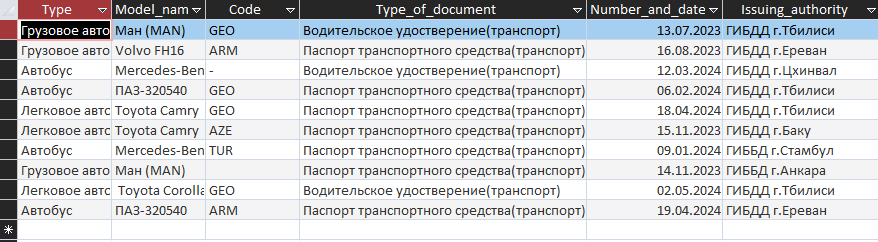 Type Model_nam Code Type_of_document Number_and_date Issuing_authority
Грузовое авто Ман (MAN) GEO Водительское удостверение(транспорт) 13.07.2023 ГИБДД г.Тбилиси
Грузовое авто Volvo FH16 ARM Паспорт транспортного средства(транспорт) 16.08.2023 ГИБДД г.Ереван
Автобус Mercedes-Ben - Водительское удостверение(транспорт) 12.03.2024 ГИБДД г.Цхинвал
Автобус ПАЗ-320540 GEO Паспорт транспортного средства(транспорт) 06.02.2024 ГИБДД г.Тбилиси
Легковое авто Toyota Camry GEO Паспорт транспортного средства(транспорт) 18.04.2024 ГИБДД г.Тбилиси
Легковое авто Toyota Camry AZE Паспорт транспортного средства(транспорт) 15.11.2023 ГИБДД г.Баку
Автобус Mercedes-Ben TUR Паспорт транспортного средства(транспорт) 09.01.2024 ГИББД г.Стамбул
Грузовое авто Ман (MAN) Паспорт транспортного средства(транспорт) 14.11.2023 ГИБДД г.Анкара
Легковое авто Toyota Corolla GEO Водительское удостверение(транспорт) 02.05.2024 ГИБДД г.Тбилиси
Автобус ПАЗ-320540 ARM Паспорт транспортного средства(транспорт) 19.04.2024 ГИБДД г.Ереван